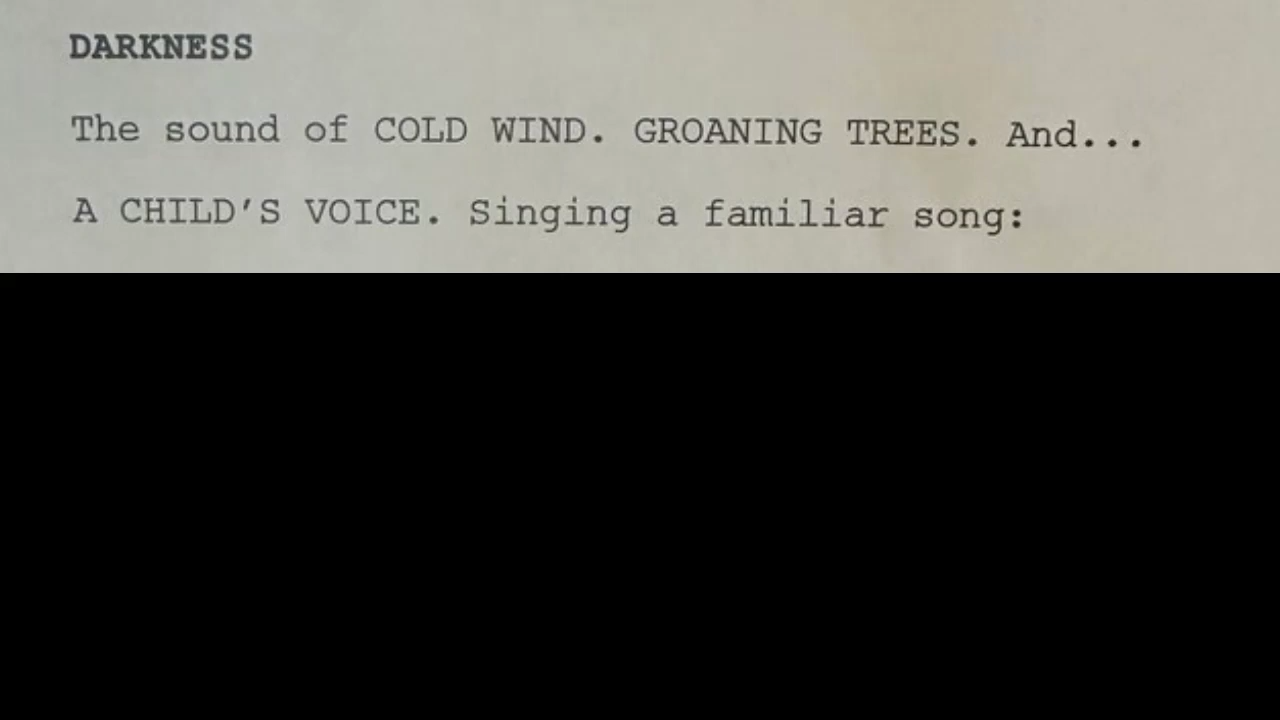 DARKNESS
The sound of COLD WIND. GROANING TREES. And...
A CHILD'S VOICE. Singing a familiar song: